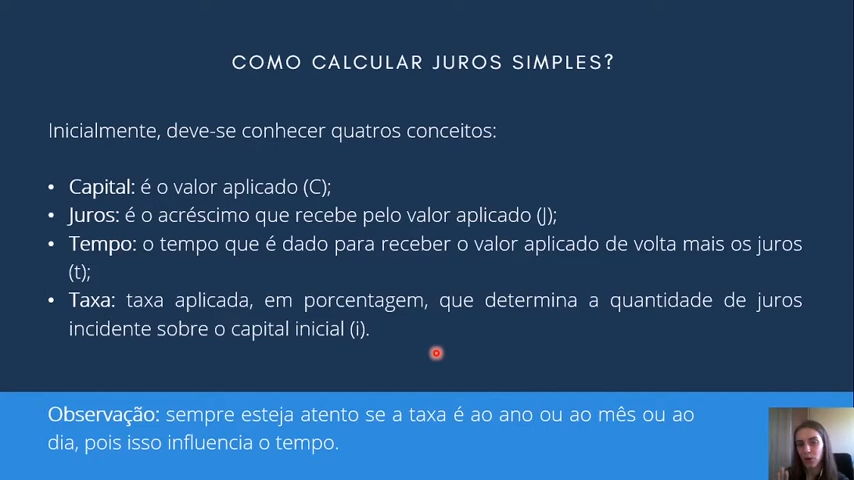 COMO CALCULAR JUROS SIMPLES?
Inicialmente, deve-se conhecer quatros conceitos:
• Capital: é o valor aplicado (C);
• Juros: é o acréscimo que recebe pelo valor aplicado (J);
• Tempo: o tempo que é dado para receber o valor aplicado de volta mais os juros
(t);
• Taxa: taxa aplicada, em porcentagem, que determina a quantidade de juros
incidente sobre o capital inicial (i).
Observação: sempre esteja atento se a taxa é ao ano ou ao mês ou ao
dia, pois isso influencia o tempo.